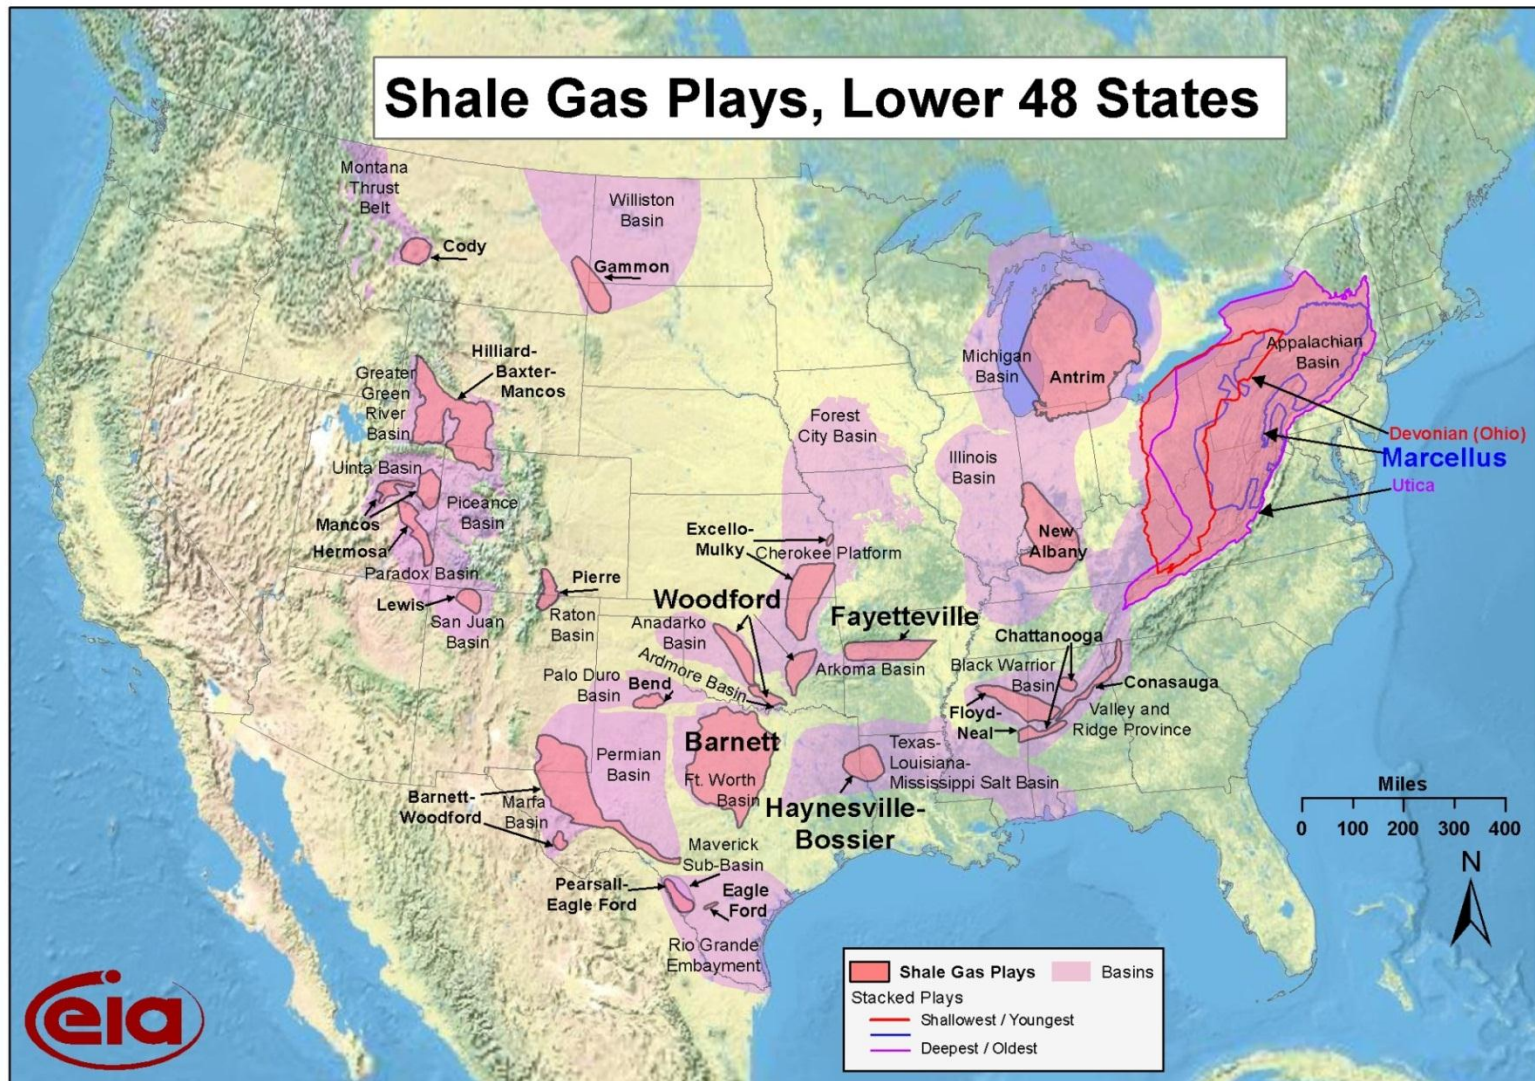 Shale Gas Plays, Lower 48 States
Montana
Thrust
Belt
Cody
Williston
Basin
Gammon
Hilliard-
Baxter-
Mancos
Greater
Green
River
Basin
Uinta Basin
Mancos
Piceance
Basin
Hermosa
Paradox Basin
Lewis
San Juan
Basin
Pierre
Raton
Basin
Michigan
Basin
Antrim
Forest
City Basin
Illinois
Basin
New
Albany
Appalachian
Basin
Devonian (Ohio)
Marcellus
Utica
Excello-
Mulky
Cherokee Platform
Woodford
Anadarko
Basin
Ardmore Basin
Fayetteville
Arkoma Basin
Palo Duro
Basin
Bend
Chattanooga
Black Warrior
Basin
Conasauga
Floyd-
Neal
Valley and
Ridge Province
Permian
Basin
Barnett
Ft. Worth
Basin
Texas-
Louisiana-
Mississippi Salt Basin
Haynesville-
Bossier
Barnett-
Woodford
Marfa
Basin
Maverick
Sub-Basin
Pearsall-
Eagle Ford
Eagle
Ford
Rio Grande
Embayment
Miles
0 100 200 300 400
N
Shale Gas Plays
Basins
Stacked Plays
Shallowest / Youngest
Deepest / Oldest
eia